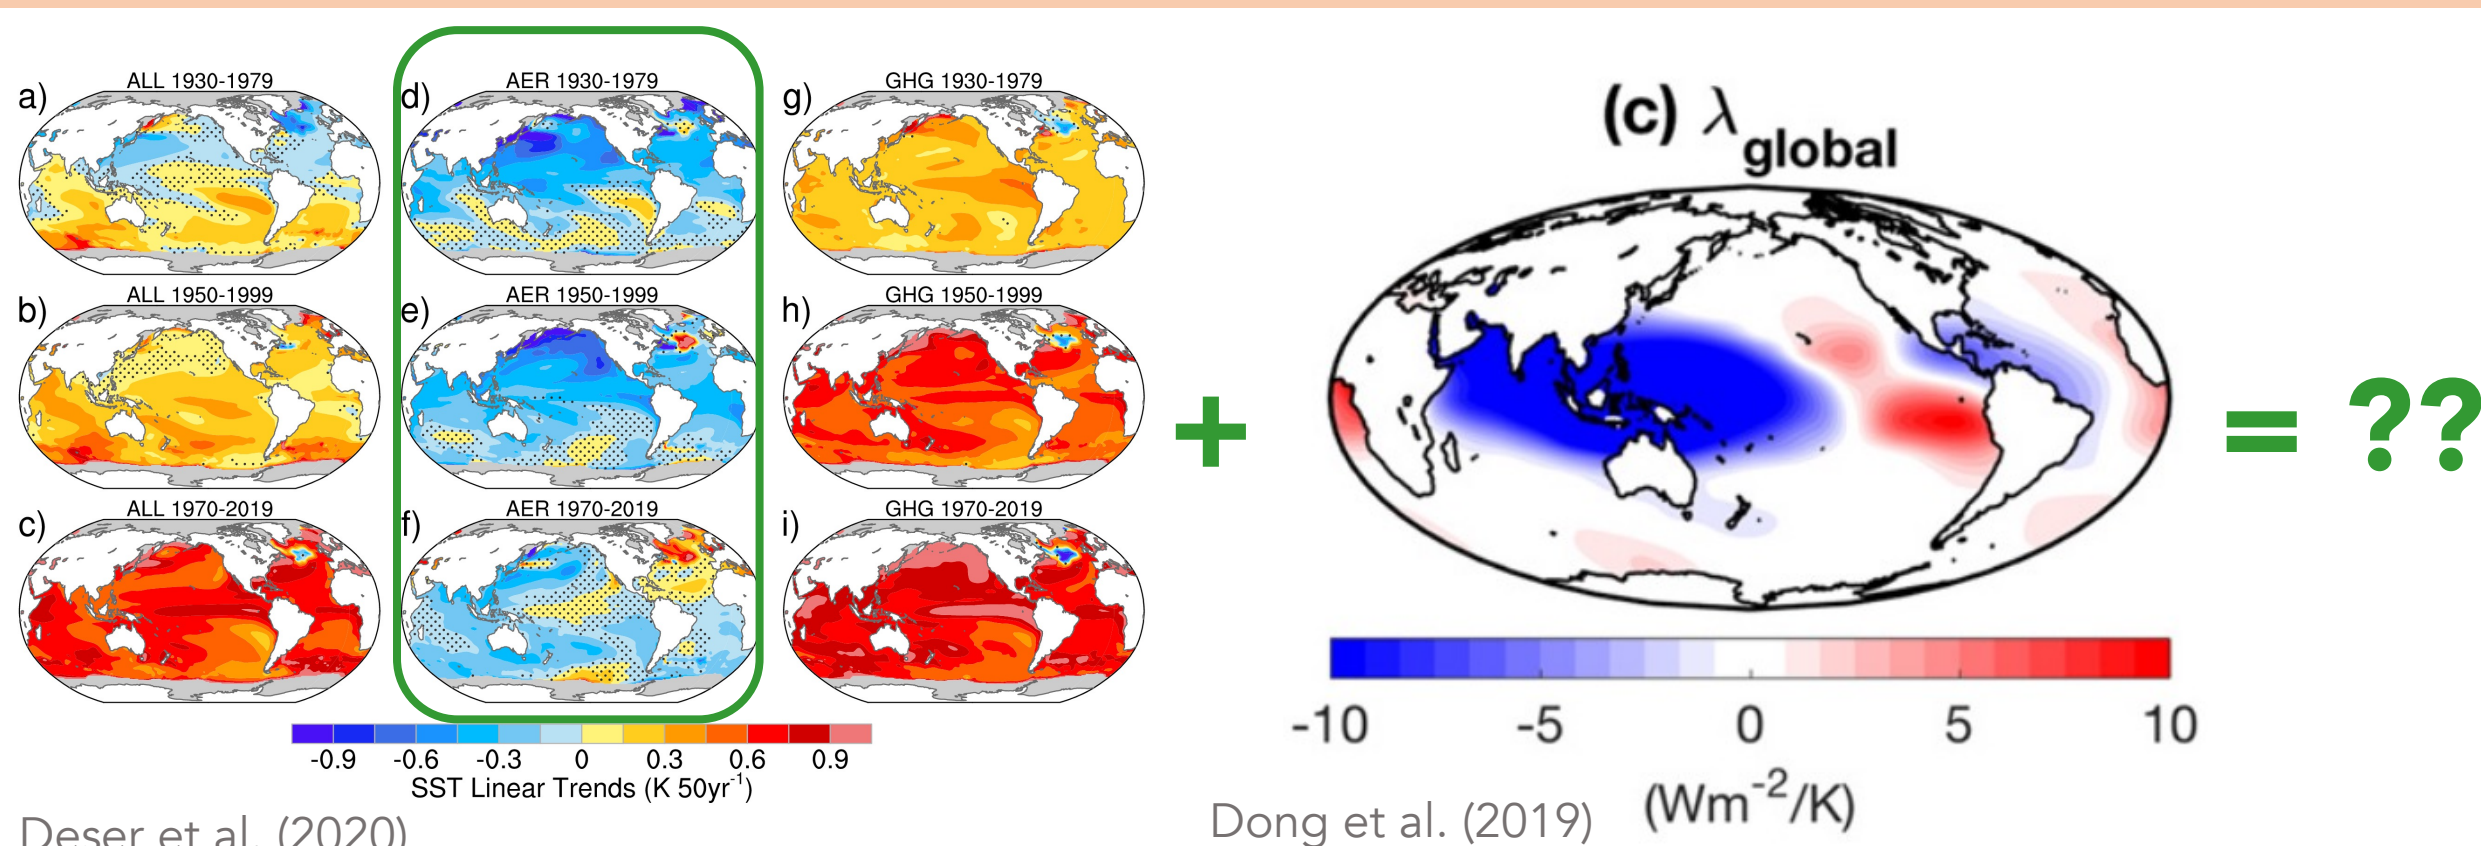 a) ALL 1930-1979
d) AER 1930-1979
g) GHG 1930-1979
b) ALL 1950-1999
e) AER 1950-1999
h) GHG 1950-1999
c) ALL 1970-2019
f) AER 1970-2019
i) GHG 1970-2019
-0.9 -0.6 -0.3 0 0.3 0.6 0.9
SST Linear Trends (K 50yr⁻¹)
Deser et al. (2020)
+
(c) λ global
-10 -5 0 5 10
(Wm⁻²/K)
Dong et al. (2019)
= ??